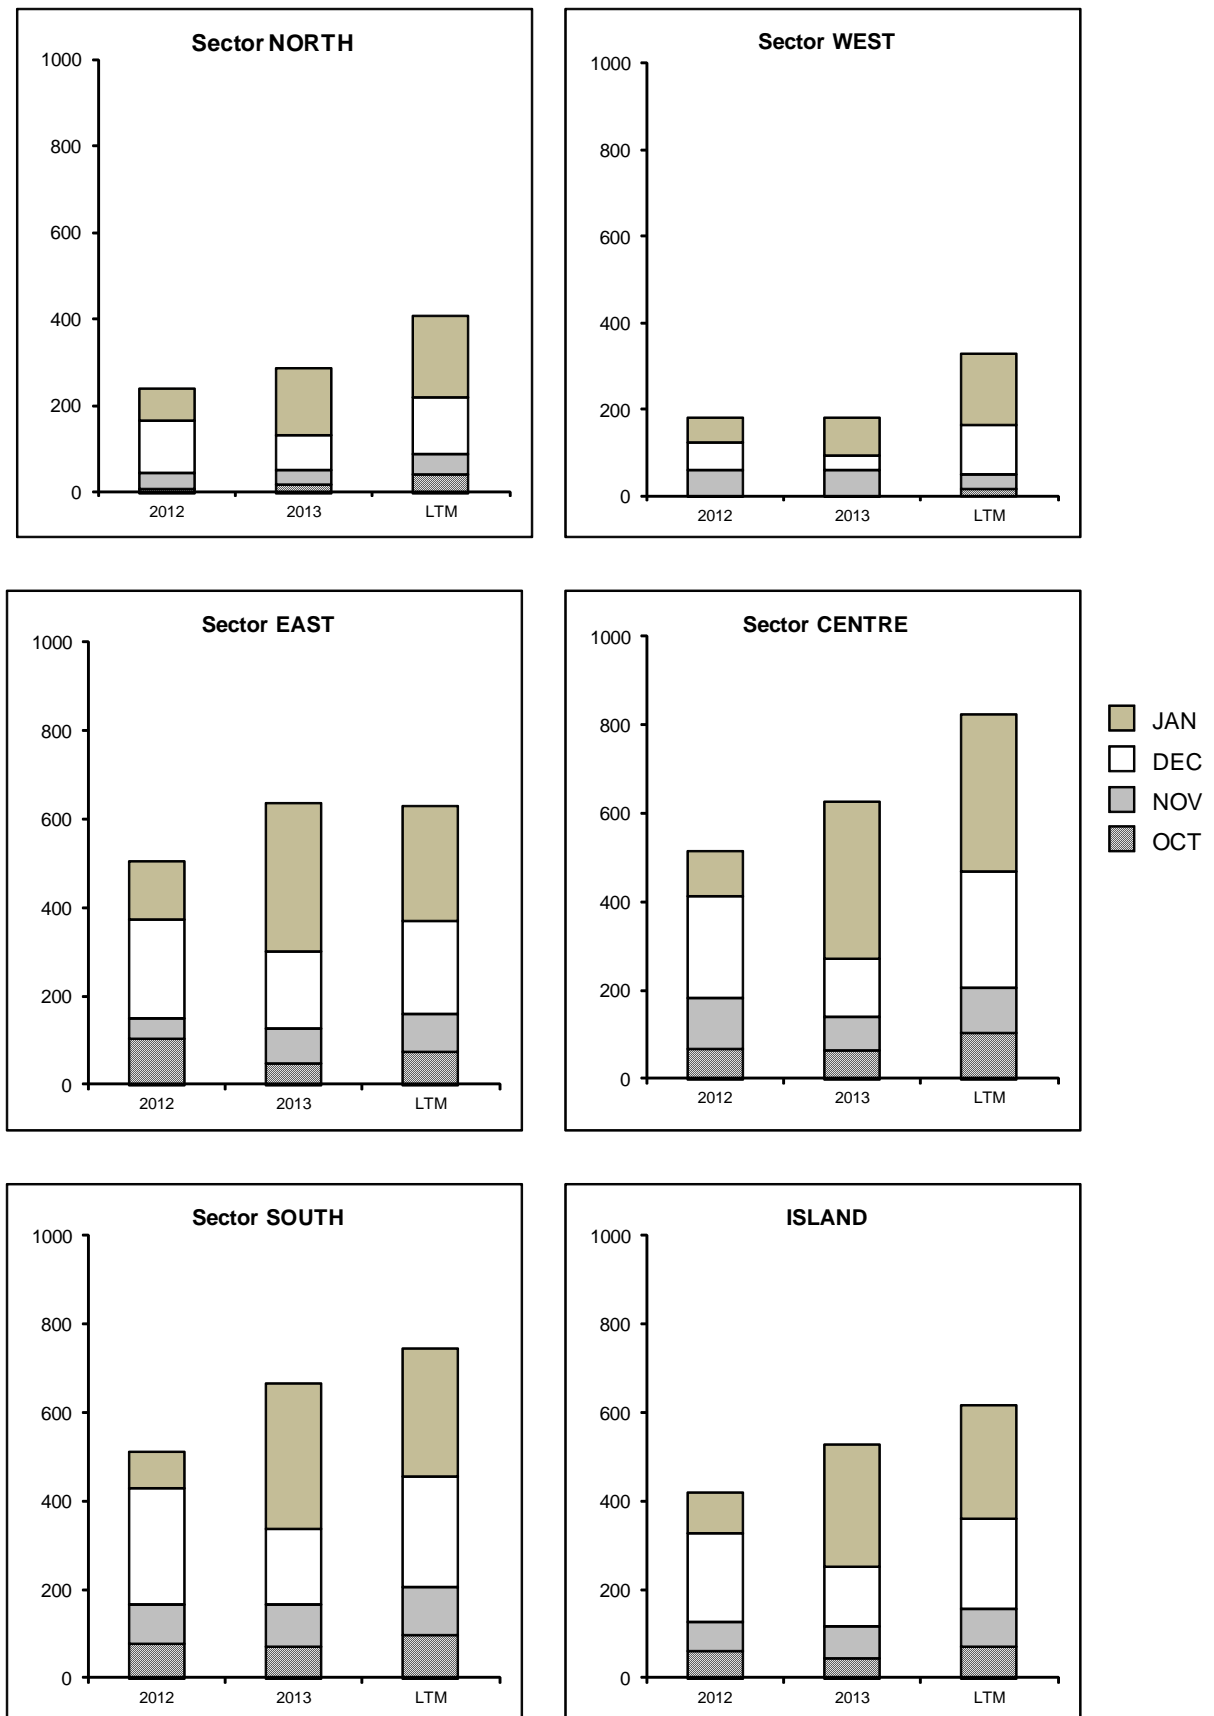 Sector NORTH
1000
800
600
400
200
0
2012 2013 LTM
Sector WEST
1000
800
600
400
200
0
2012 2013 LTM
Sector EAST
1000
800
600
400
200
0
2012 2013 LTM
Sector CENTRE
1000
800
600
400
200
0
2012 2013 LTM
JAN
DEC
NOV
OCT
Sector SOUTH
1000
800
600
400
200
0
2012 2013 LTM
ISLAND
1000
800
600
400
200
0
2012 2013 LTM